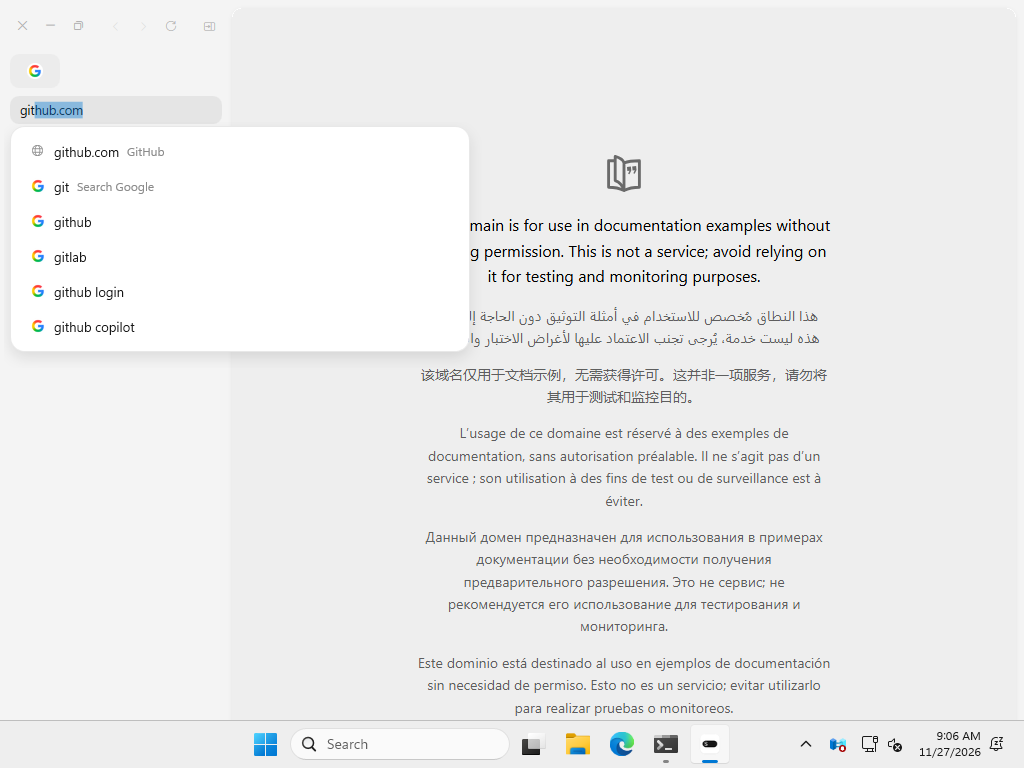 github.com
github.com GitHub
git Search Google
github
gitlab
github login
github copilot
main is for use in documentation examples without
g permission. This is not a service; avoid relying on
it for testing and monitoring purposes.
هذا النطاق مُخصص للاستخدام في أمثلة التوثيق دون الحاجة
هذه ليست خدمة، يُرجى تجنب الاعتماد عليها لأغراض الاختبار
该域名仅用于文档示例，无需获得许可。这并非一项服务，请勿将
其用于测试和监控目的。
L'usage de ce domaine est réservé à des exemples de
documentation, sans autorisation préalable. Il ne s'agit pas d'un
service ; son utilisation à des fins de test ou de surveillance est à
éviter.
Данный домен предназначен для использования в примерах
документации без необходимости получения
предварительного разрешения. Это не сервис; не
рекомендуется его использование для тестирования и
мониторинга.
Este dominio está destinado al uso en ejemplos de documentación
sin necesidad de permiso. Esto no es un servicio; evitar utilizarlo
para realizar pruebas o monitoreos.
Search
9:06 AM
11/27/2026